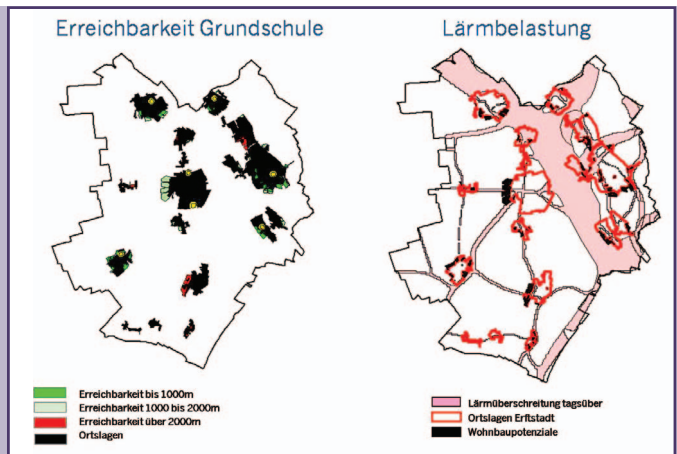 Erreichbarkeit Grundschule
Erreichbarkeit bis 1000m
Erreichbarkeit 1000 bis 2000m
Erreichbarkeit über 2000m
Ortslagen
Lärmbelastung
Lärmüberschreitung tagsüber
Ortslagen Erftstadt
Wohnbaupotenziale